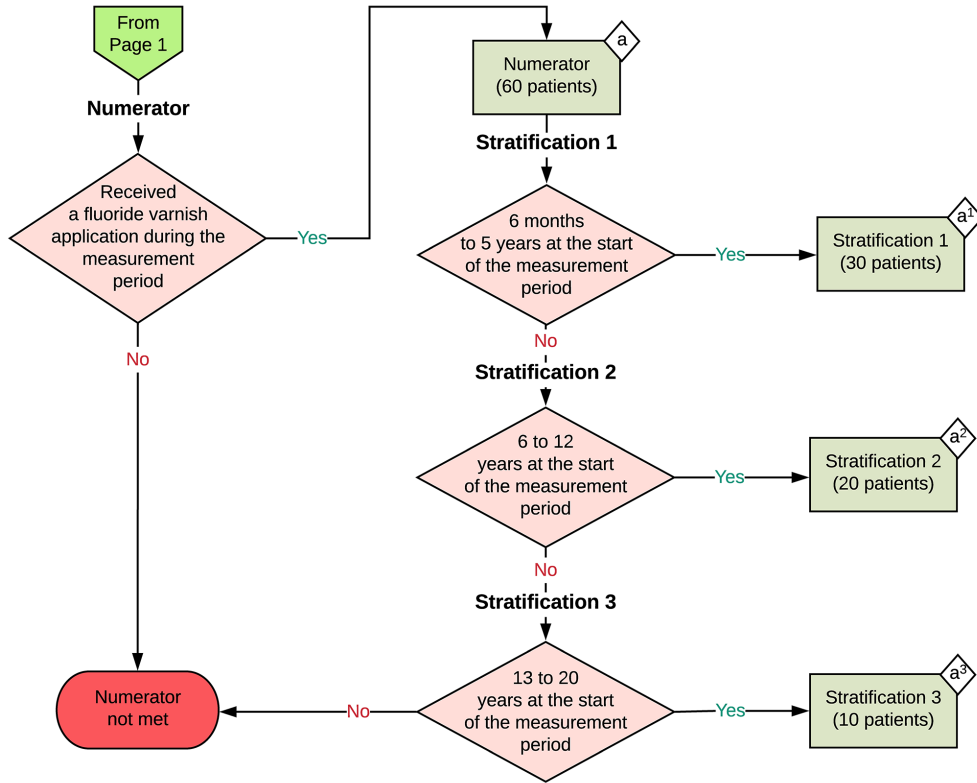 From
Page 1
Numerator
Received
a fluoride varnish
application during the
measurement
period
Yes
No
Numerator
not met
a
Numerator
(60 patients)
Stratification 1
6 months
to 5 years at the start
of the measurement
period
Yes
a¹
Stratification 1
(30 patients)
No
Stratification 2
6 to 12
years at the start
of the measurement
period
Yes
a²
Stratification 2
(20 patients)
No
Stratification 3
13 to 20
years at the start
of the measurement
period
No
Yes
a³
Stratification 3
(10 patients)